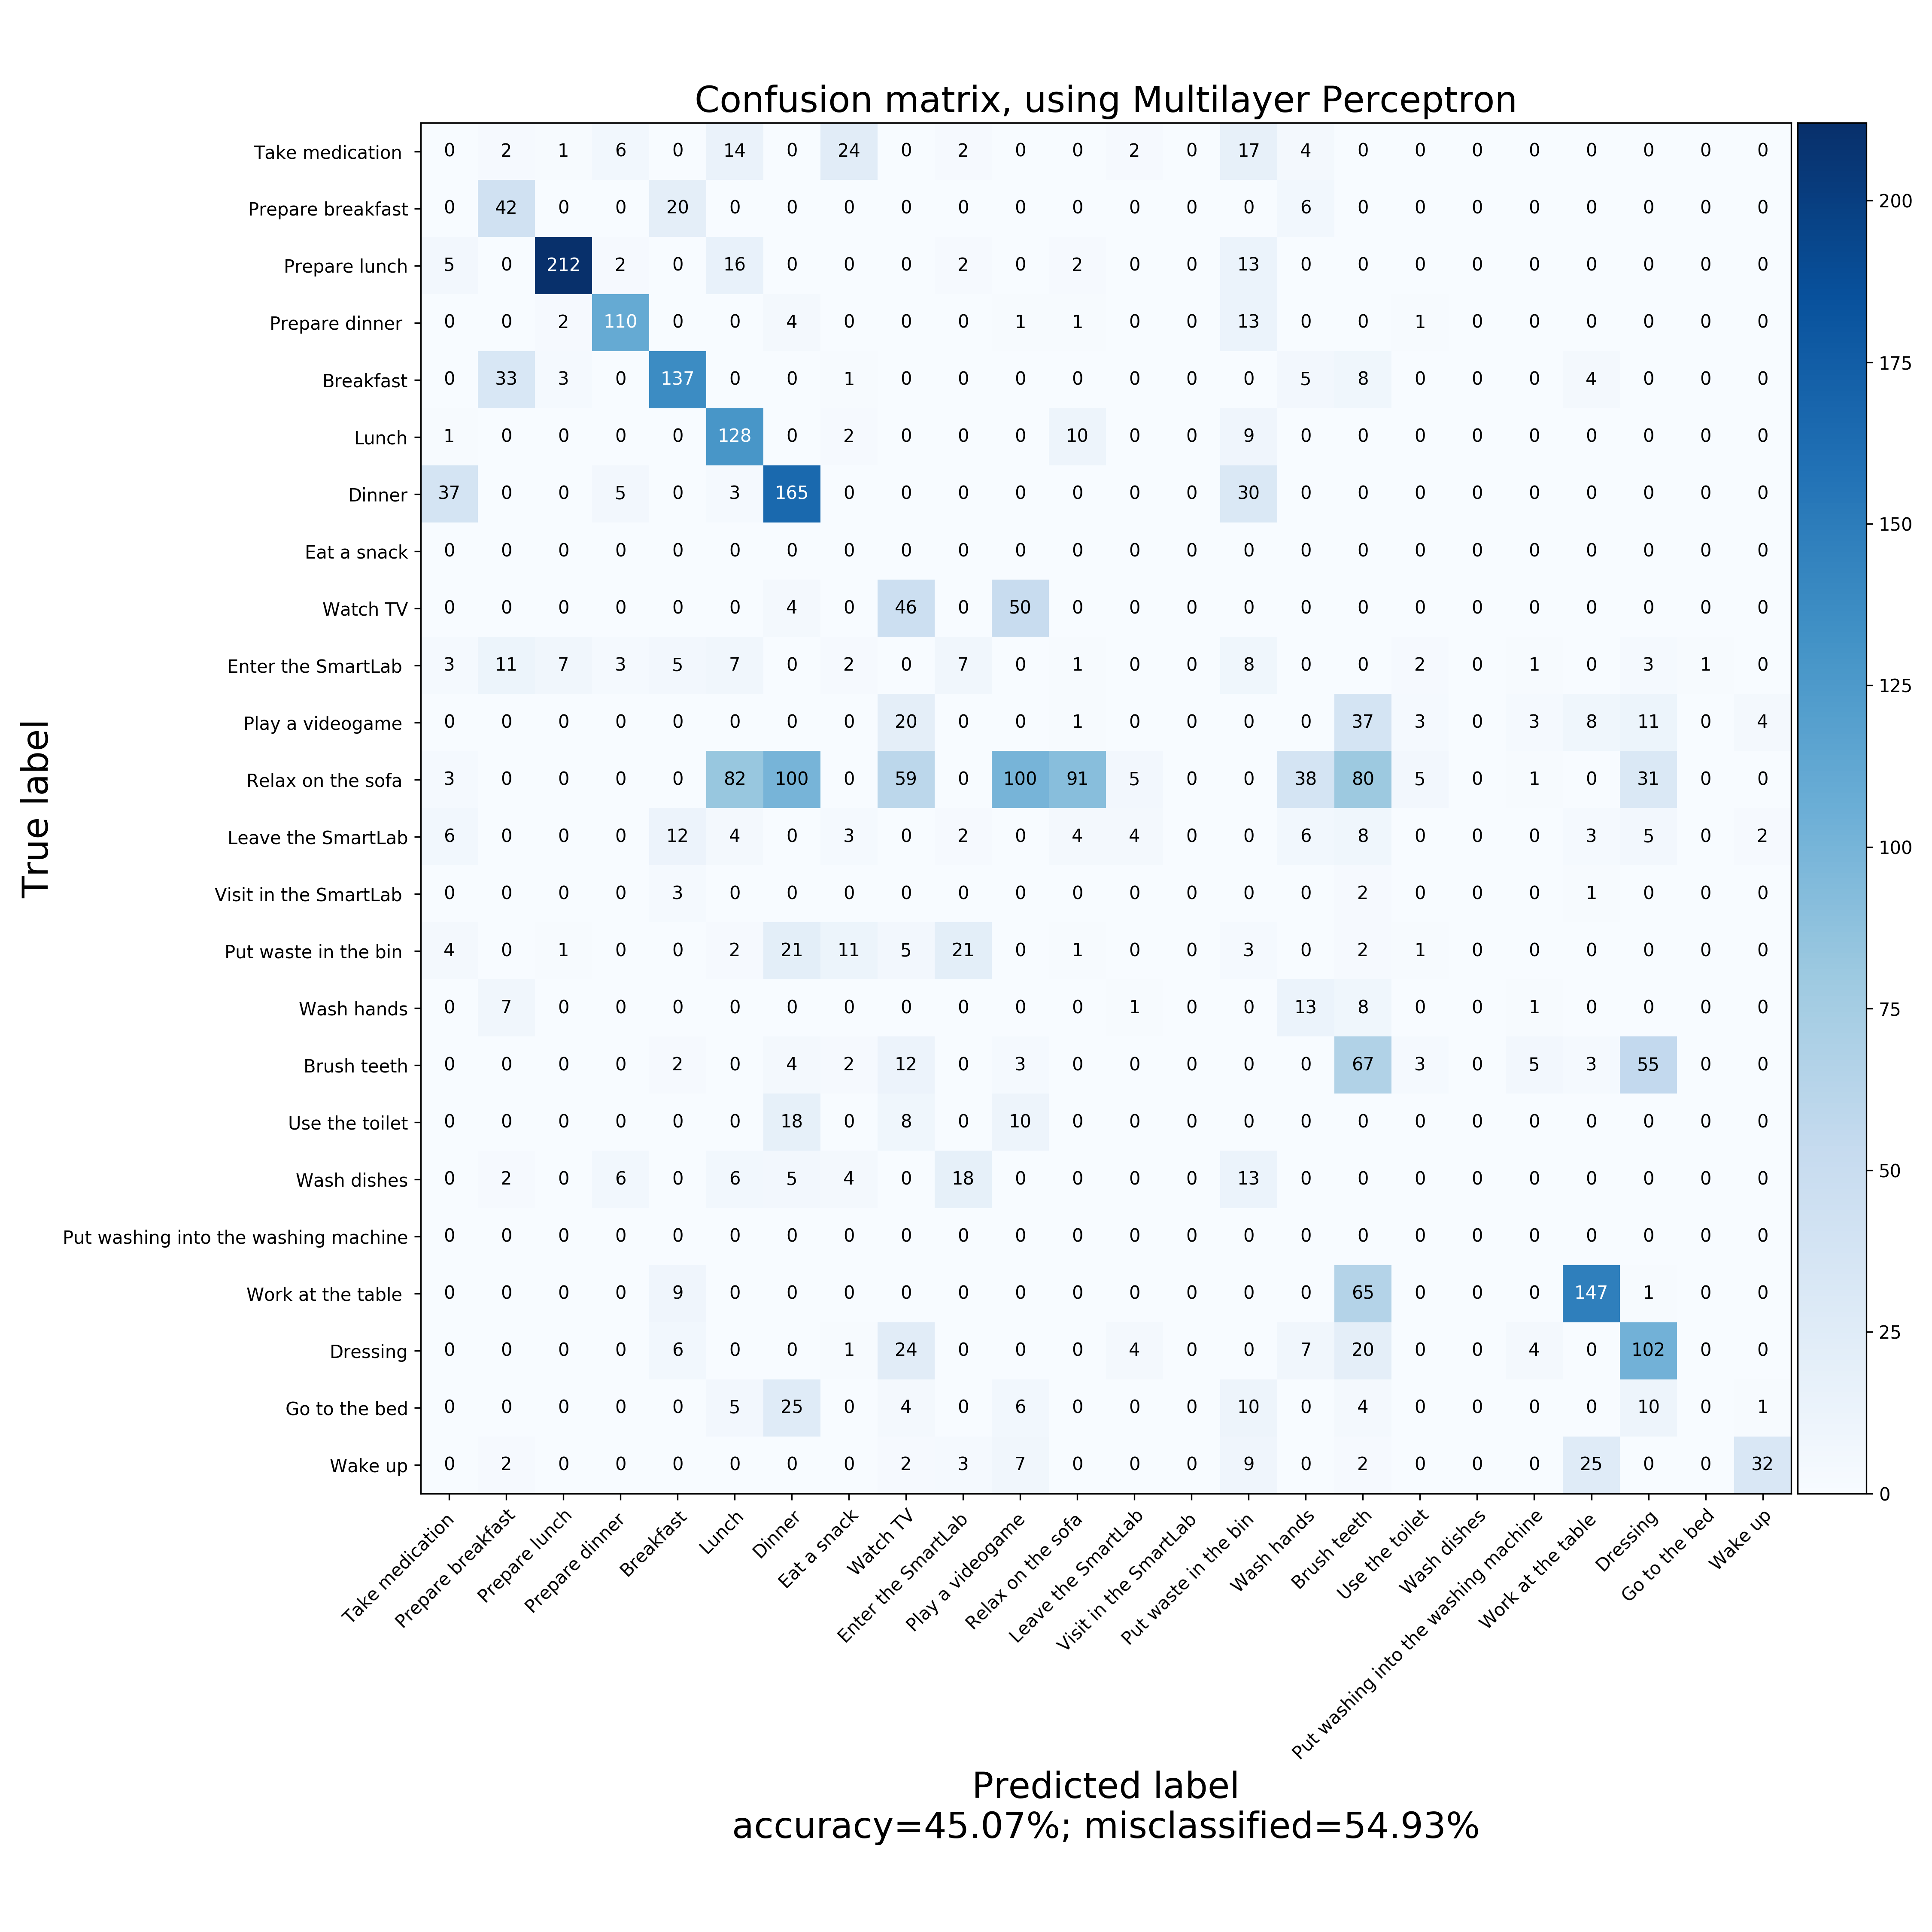 Confusion matrix, using Multilayer Perceptron
True label
Take medication 0 2 1 6 0 14 0 24 0 2 0 0 2 0 17 4 0 0 0 0 0 0 0 0
Prepare breakfast 0 42 0 0 20 0 0 0 0 0 0 0 0 0 0 6 0 0 0 0 0 0 0 0
Prepare lunch 5 0 212 2 0 16 0 0 0 2 0 2 0 0 13 0 0 0 0 0 0 0 0 0
Prepare dinner 0 0 2 110 0 0 4 0 0 0 1 1 0 0 13 0 0 1 0 0 0 0 0 0
Breakfast 0 33 3 0 137 0 0 1 0 0 0 0 0 0 0 5 8 0 0 0 4 0 0 0
Lunch 1 0 0 0 0 128 0 2 0 0 0 10 0 0 9 0 0 0 0 0 0 0 0 0
Dinner 37 0 0 5 0 3 165 0 0 0 0 0 0 0 30 0 0 0 0 0 0 0 0 0
Eat a snack 0 0 0 0 0 0 0 0 0 0 0 0 0 0 0 0 0 0 0 0 0 0 0 0
Watch TV 0 0 0 0 0 0 4 0 46 0 50 0 0 0 0 0 0 0 0 0 0 0 0 0
Enter the SmartLab 3 11 7 3 5 7 0 2 0 7 0 1 0 0 8 0 0 2 0 1 0 3 1 0
Play a videogame 0 0 0 0 0 0 0 0 20 0 0 1 0 0 0 0 37 3 0 3 8 11 0 4
Relax on the sofa 3 0 0 0 0 82 100 0 59 0 100 91 5 0 0 38 80 5 0 1 0 31 0 0
Leave the SmartLab 6 0 0 0 12 4 0 3 0 2 0 4 4 0 0 6 8 0 0 0 3 5 0 2
Visit in the SmartLab 0 0 0 0 3 0 0 0 0 0 0 0 0 0 0 0 2 0 0 0 1 0 0 0
Put waste in the bin 4 0 1 0 0 2 21 11 5 21 0 1 0 0 3 0 2 1 0 0 0 0 0 0
Wash hands 0 7 0 0 0 0 0 0 0 0 0 0 1 0 0 13 8 0 0 1 0 0 0 0
Brush teeth 0 0 0 0 2 0 4 2 12 0 3 0 0 0 0 0 67 3 0 5 3 55 0 0
Use the toilet 0 0 0 0 0 0 18 0 8 0 10 0 0 0 0 0 0 0 0 0 0 0 0 0
Wash dishes 0 2 0 6 0 6 5 4 0 18 0 0 0 0 13 0 0 0 0 0 0 0 0 0
Put washing into the washing machine 0 0 0 0 0 0 0 0 0 0 0 0 0 0 0 0 0 0 0 0 0 0 0 0
Work at the table 0 0 0 0 9 0 0 0 0 0 0 0 0 0 0 0 65 0 0 0 147 1 0 0
Dressing 0 0 0 0 6 0 0 1 24 0 0 0 4 0 0 7 20 0 0 4 0 102 0 0
Go to the bed 0 0 0 0 0 5 25 0 4 0 6 0 0 0 10 0 4 0 0 0 0 10 0 1
Wake up 0 2 0 0 0 0 0 0 2 3 7 0 0 0 9 0 2 0 0 0 25 0 0 32
Take medication
Prepare breakfast
Prepare lunch
Prepare dinner
Breakfast
Lunch
Dinner
Eat a snack
Watch TV
Enter the SmartLab
Play a videogame
Relax on the sofa
Leave the SmartLab
Visit in the SmartLab
Put waste in the bin
Wash hands
Brush teeth
Use the toilet
Wash dishes
Put washing into the washing machine
Work at the table
Dressing
Go to the bed
Wake up
200
175
150
125
100
75
50
25
0
Predicted label
accuracy=45.07%; misclassified=54.93%